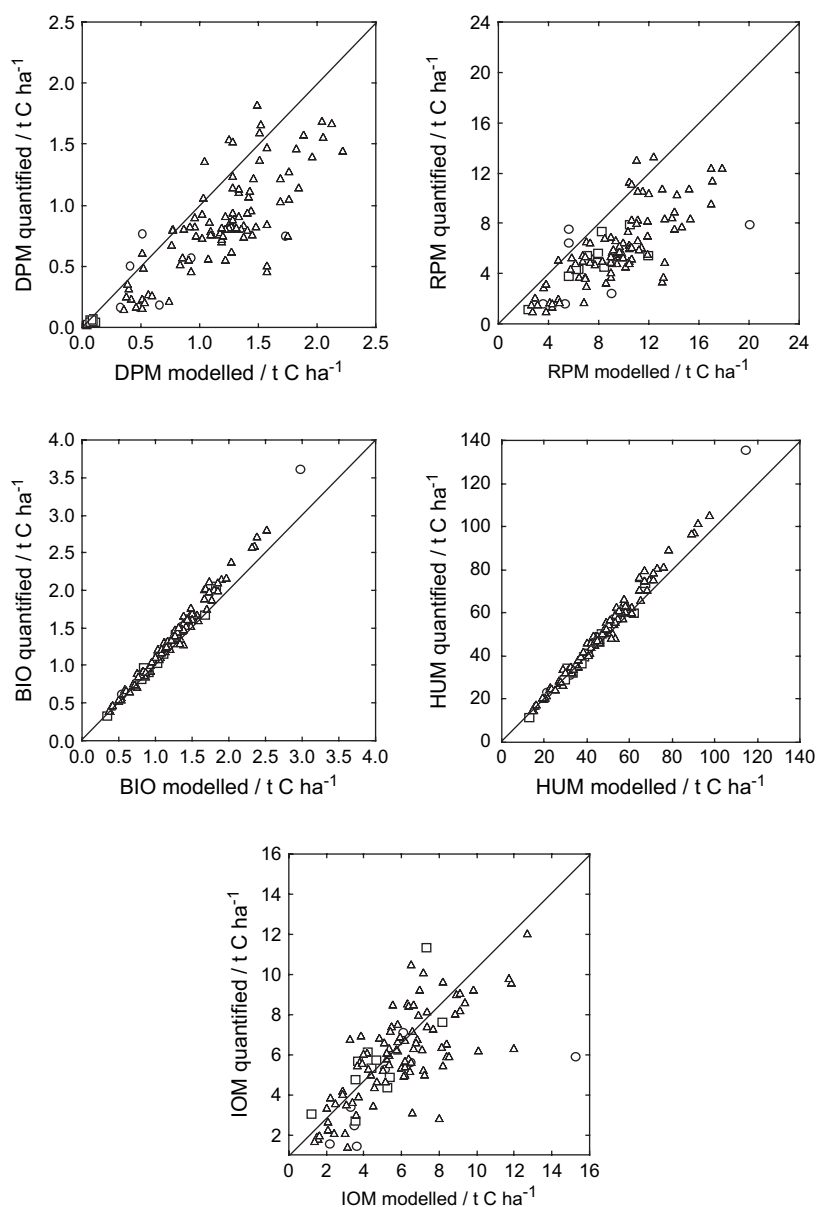 2.5
2.0
1.5
1.0
0.5
0.0
DPM quantified / t C ha-1
0.0 0.5 1.0 1.5 2.0 2.5
DPM modelled / t C ha-1
24
20
16
12
8
4
0
RPM quantified / t C ha-1
0 4 8 12 16 20 24
RPM modelled / t C ha-1
4.0
3.5
3.0
2.5
2.0
1.5
1.0
0.5
0.0
BIO quantified / t C ha-1
0.0 0.5 1.0 1.5 2.0 2.5 3.0 3.5 4.0
BIO modelled / t C ha-1
140
120
100
80
60
40
20
0
HUM quantified / t C ha-1
0 20 40 60 80 100 120 140
HUM modelled / t C ha-1
16
14
12
10
8
6
4
2
IOM quantified / t C ha-1
0 2 4 6 8 10 12 14 16
IOM modelled / t C ha-1